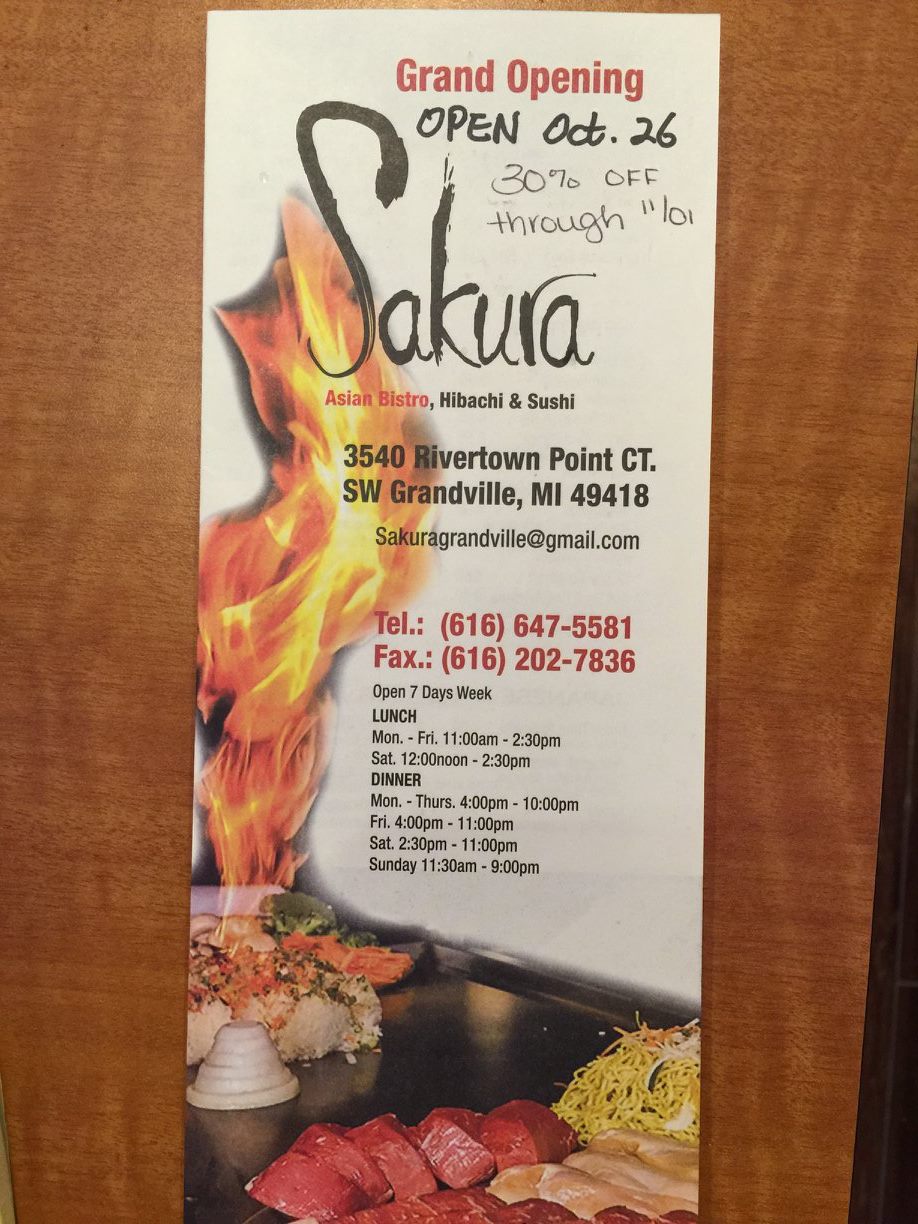 Grand Opening
OPEN Oct. 26
30% OFF
through 11/01
Sakura
Asian Bistro, Hibachi & Sushi
3540 Rivertown Point CT.
SW Grandville, MI 49418
Sakuragrandville@gmail.com
Tel.: (616) 647-5581
Fax.: (616) 202-7836
Open 7 Days Week
LUNCH
Mon. - Fri. 11:00am - 2:30pm
Sat. 12:00noon - 2:30pm
DINNER
Mon. - Thurs. 4:00pm - 10:00pm
Fri. 4:00pm - 11:00pm
Sat. 2:30pm - 11:00pm
Sunday 11:30am - 9:00pm